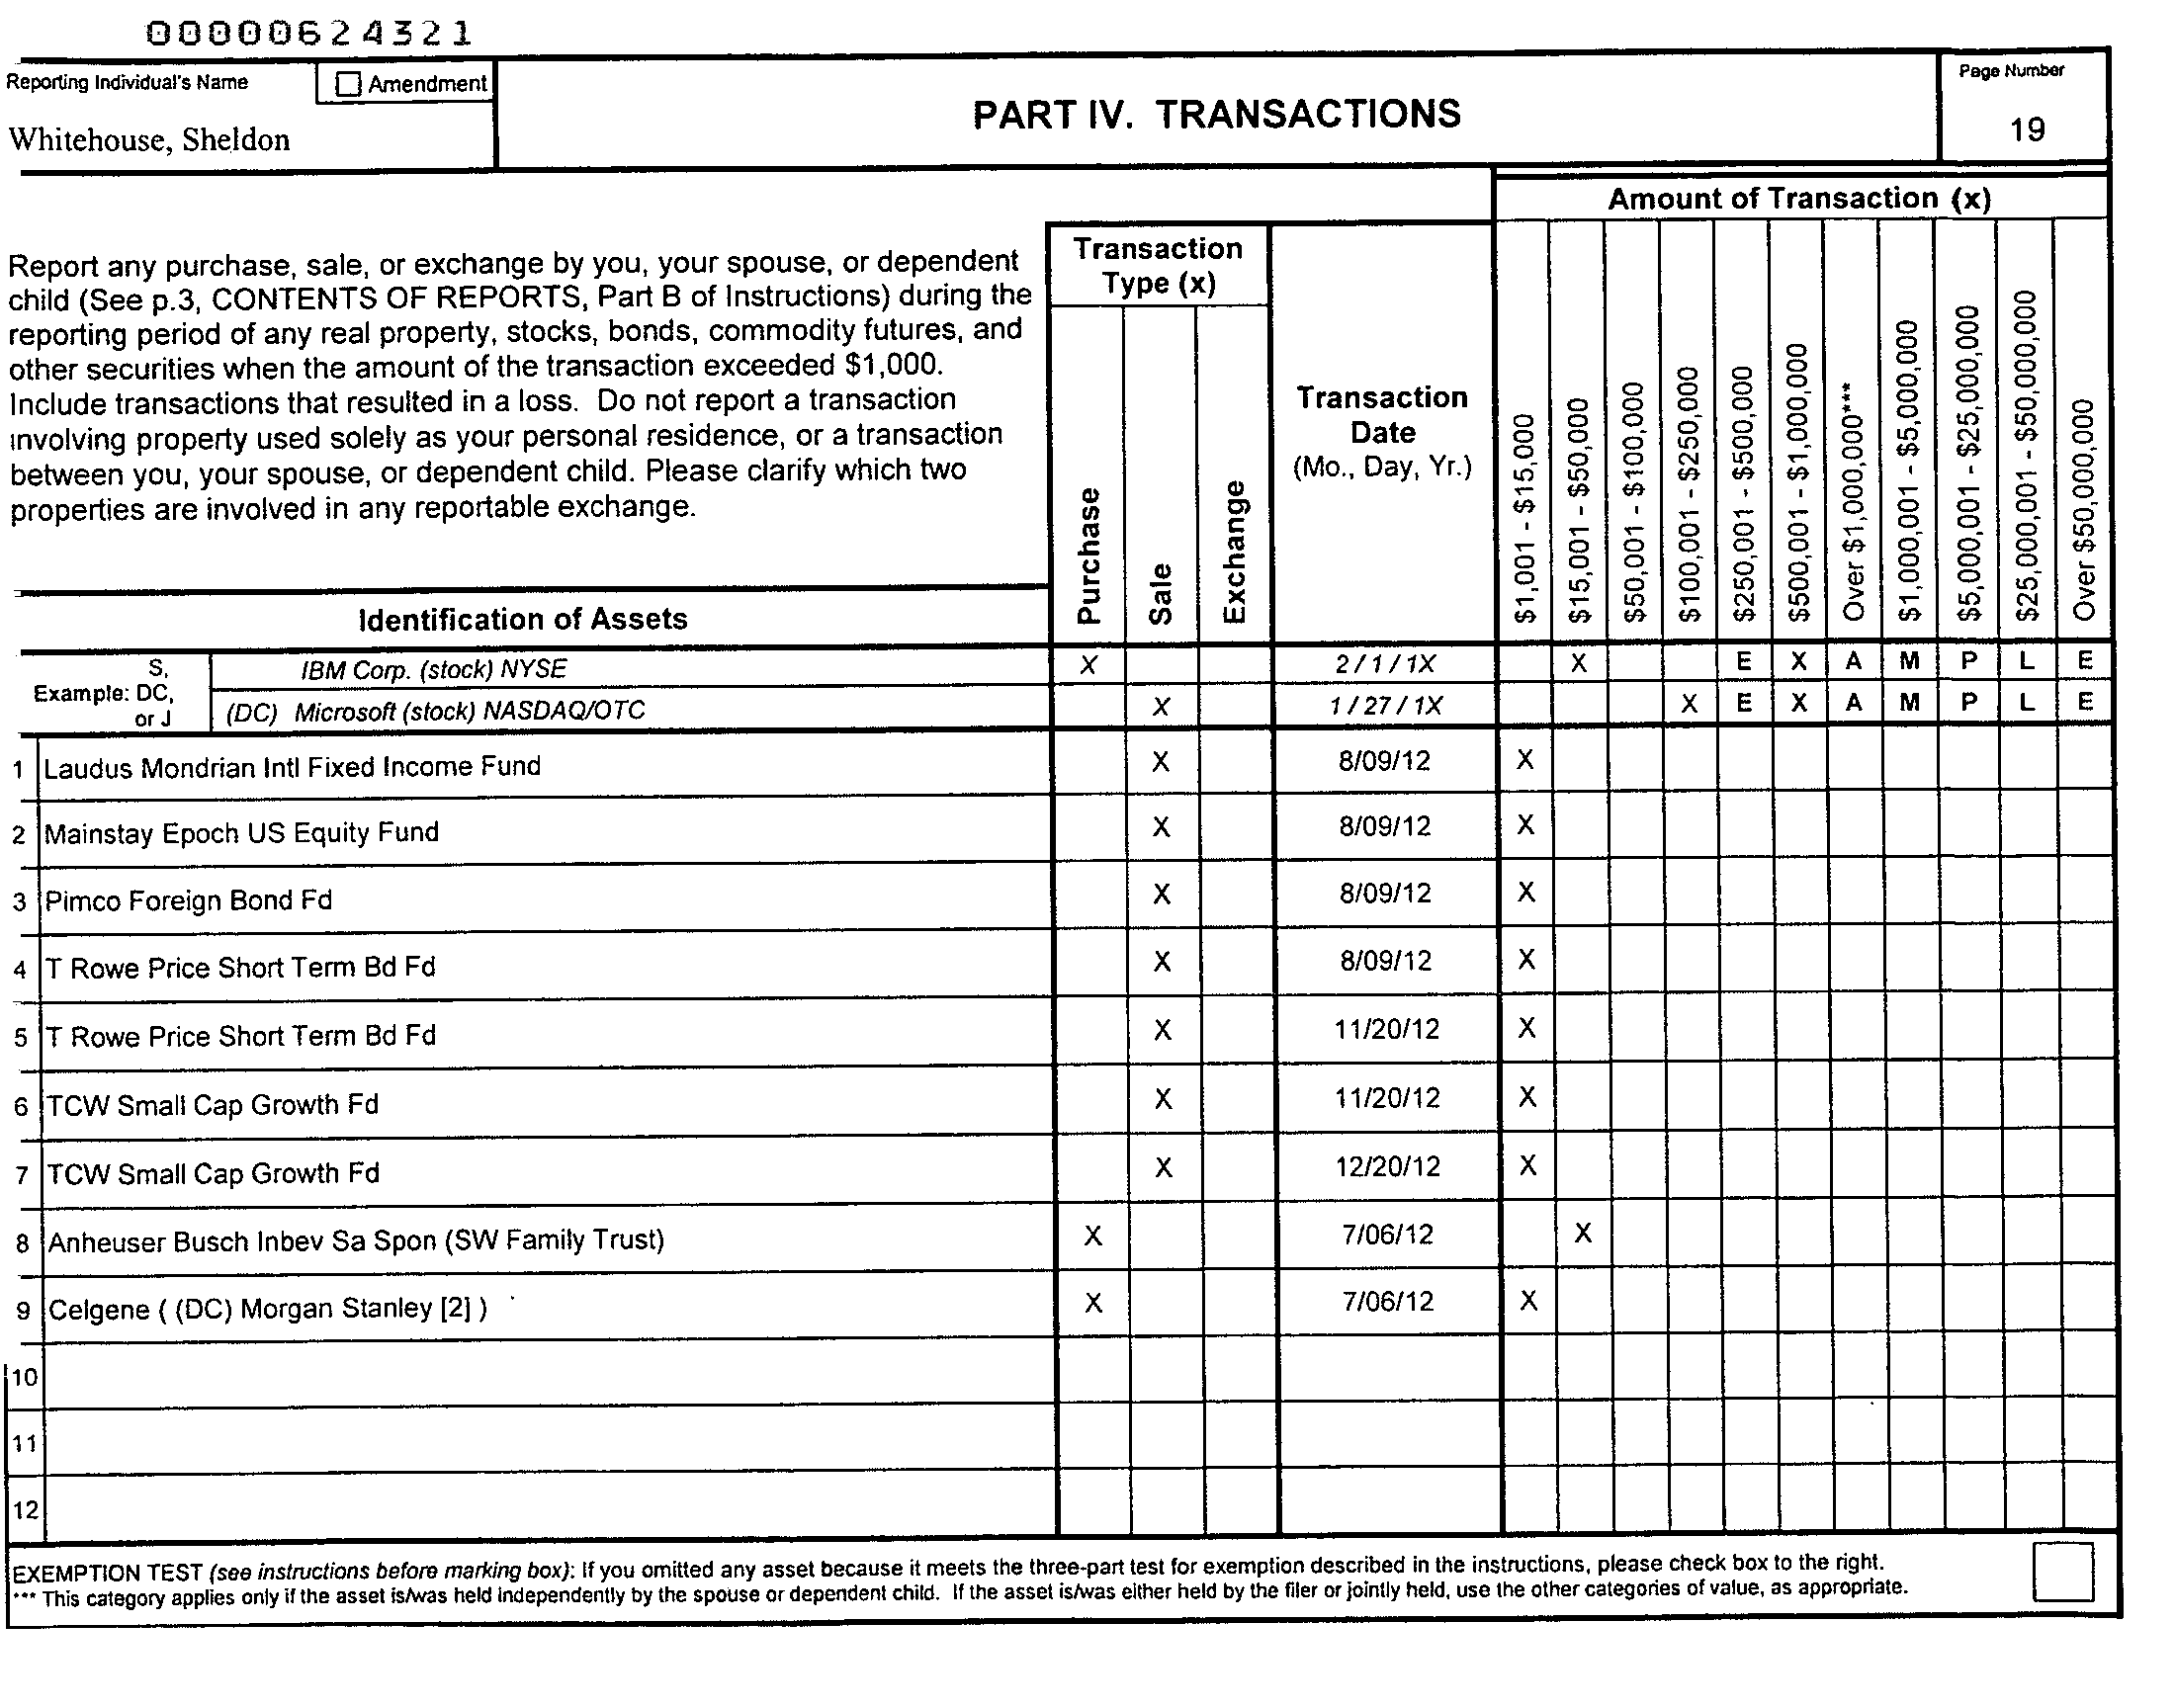 00000624321
Reporting Individual's Name
Amendment
Whitehouse, Sheldon
PART IV. TRANSACTIONS
Page Number
19
Amount of Transaction (x)
Report any purchase, sale, or exchange by you, your spouse, or dependent
child (See p.3, CONTENTS OF REPORTS, Part B of Instructions) during the
reporting period of any real property, stocks, bonds, commodity futures, and
other securities when the amount of the transaction exceeded $1,000.
Include transactions that resulted in a loss. Do not report a transaction
involving property used solely as your personal residence, or a transaction
between you, your spouse, or dependent child. Please clarify which two
properties are involved in any reportable exchange.
Transaction
Type (x)
Purchase
Sale
Exchange
Transaction
Date
(Mo., Day, Yr.)
$1,001 - $15,000
$15,001 - $50,000
$50,001 - $100,000
$100,001 - $250,000
$250,001 - $500,000
$500,001 - $1,000,000
Over $1,000,000***
$1,000,001 - $5,000,000
$5,000,001 - $25,000,000
$25,000,001 - $50,000,000
Over $50,000,000
Identification of Assets
Example:
S,
DC,
or J
IBM Corp. (stock) NYSE X 2/1/1X X E X A M P L E
(DC) Microsoft (stock) NASDAQ/OTC X 1/27/1X X E X A M P L E
1 Laudus Mondrian Intl Fixed Income Fund X 8/09/12 X
2 Mainstay Epoch US Equity Fund X 8/09/12 X
3 Pimco Foreign Bond Fd X 8/09/12 X
4 T Rowe Price Short Term Bd Fd X 8/09/12 X
5 T Rowe Price Short Term Bd Fd X 11/20/12 X
6 TCW Small Cap Growth Fd X 11/20/12 X
7 TCW Small Cap Growth Fd X 12/20/12 X
8 Anheuser Busch Inbev Sa Spon (SW Family Trust) X 7/06/12 X
9 Celgene ( (DC) Morgan Stanley [2] ) X 7/06/12 X
10
11
12
EXEMPTION TEST (see instructions before marking box): If you omitted any asset because it meets the three-part test for exemption described in the instructions, please check box to the right.
*** This category applies only if the asset is/was held independently by the spouse or dependent child. If the asset is/was either held by the filer or jointly held, use the other categories of value, as appropriate.